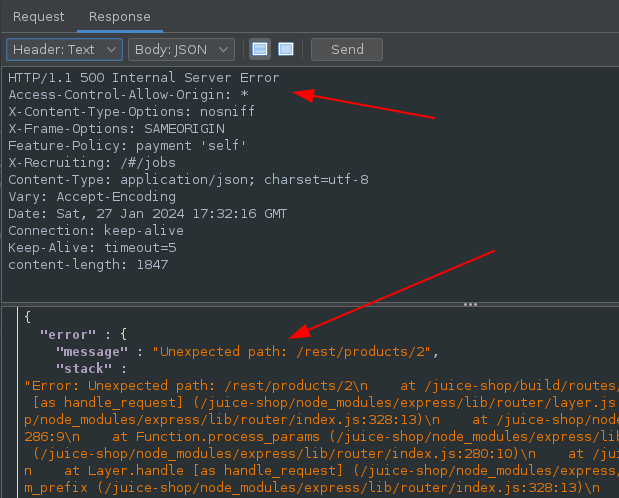 Request Response
Header: Text Body: JSON Send
HTTP/1.1 500 Internal Server Error
Access-Control-Allow-Origin: *
X-Content-Type-Options: nosniff
X-Frame-Options: SAMEORIGIN
Feature-Policy: payment 'self'
X-Recruiting: /#/jobs
Content-Type: application/json; charset=utf-8
Vary: Accept-Encoding
Date: Sat, 27 Jan 2024 17:32:16 GMT
Connection: keep-alive
Keep-Alive: timeout=5
content-length: 1847
{
"error" : {
"message" : "Unexpected path: /rest/products/2",
"stack" :
"Error: Unexpected path: /rest/products/2\n    at /juice-shop/build/routes/
[as handle_request] (/juice-shop/node_modules/express/lib/router/layer.js
p/node_modules/express/lib/router/index.js:328:13)\n    at /juice-shop/no
286:9\n    at Function.process_params (/juice-shop/node_modules/express/lib
(/juice-shop/node_modules/express/lib/router/index.js:280:10)\n    at /ju
n    at Layer.handle [as handle_request] (/juice-shop/node_modules/express/
m_prefix (/juice-shop/node_modules/express/lib/router/index.js:328:13)\n